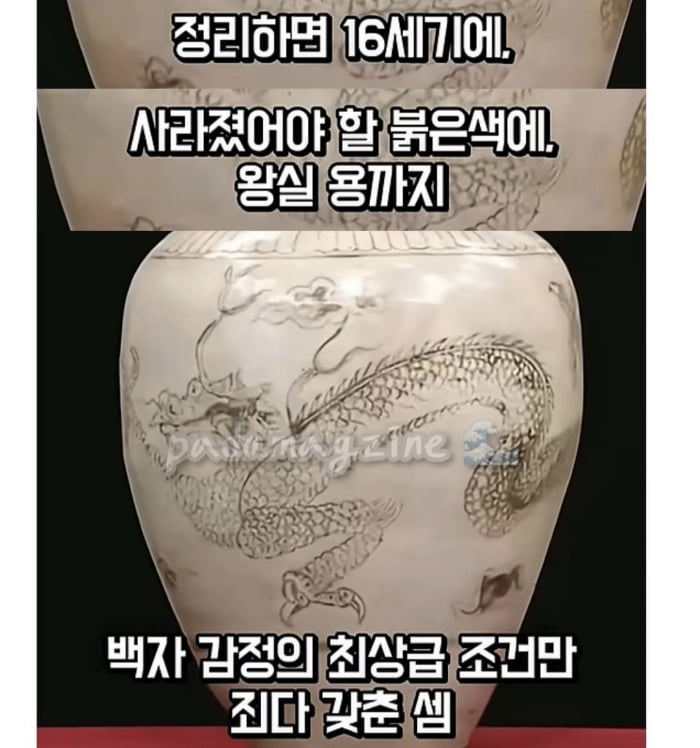 정리하면 16세기에,
사라졌어야 할 붉은색에,
왕실 용까지
padomagzine
백자 감정의 최상급 조건만
죄다 갖춘 셈